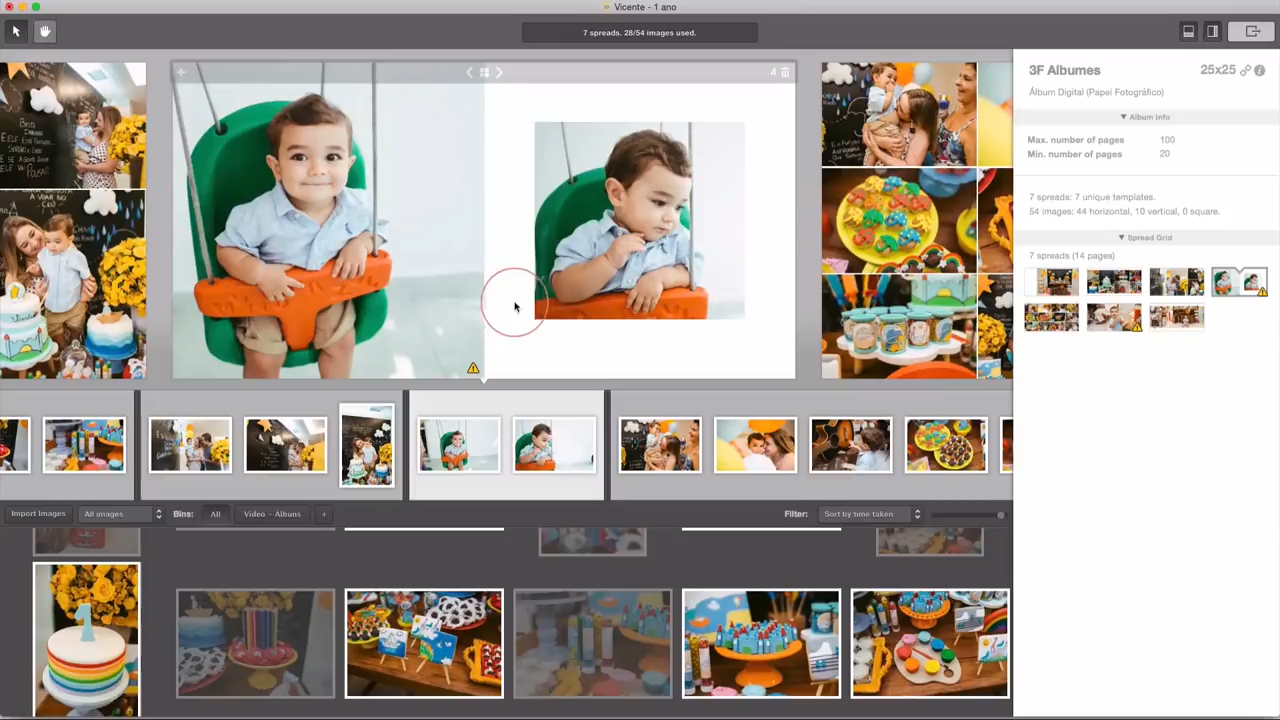 Vicente - 1 ano
7 spreads. 28/54 images used.
4
3F Albumes
25x25
Álbum Digital (Papel Fotográfico)
Album Info
Max. number of pages 100
Min. number of pages 20
7 spreads: 7 unique templates.
54 images: 44 horizontal, 10 vertical, 0 square.
Spread Grid
7 spreads (14 pages)
Import Images
All images
Bins:
All
Video – Álbuns
+
Filter:
Sort by time taken